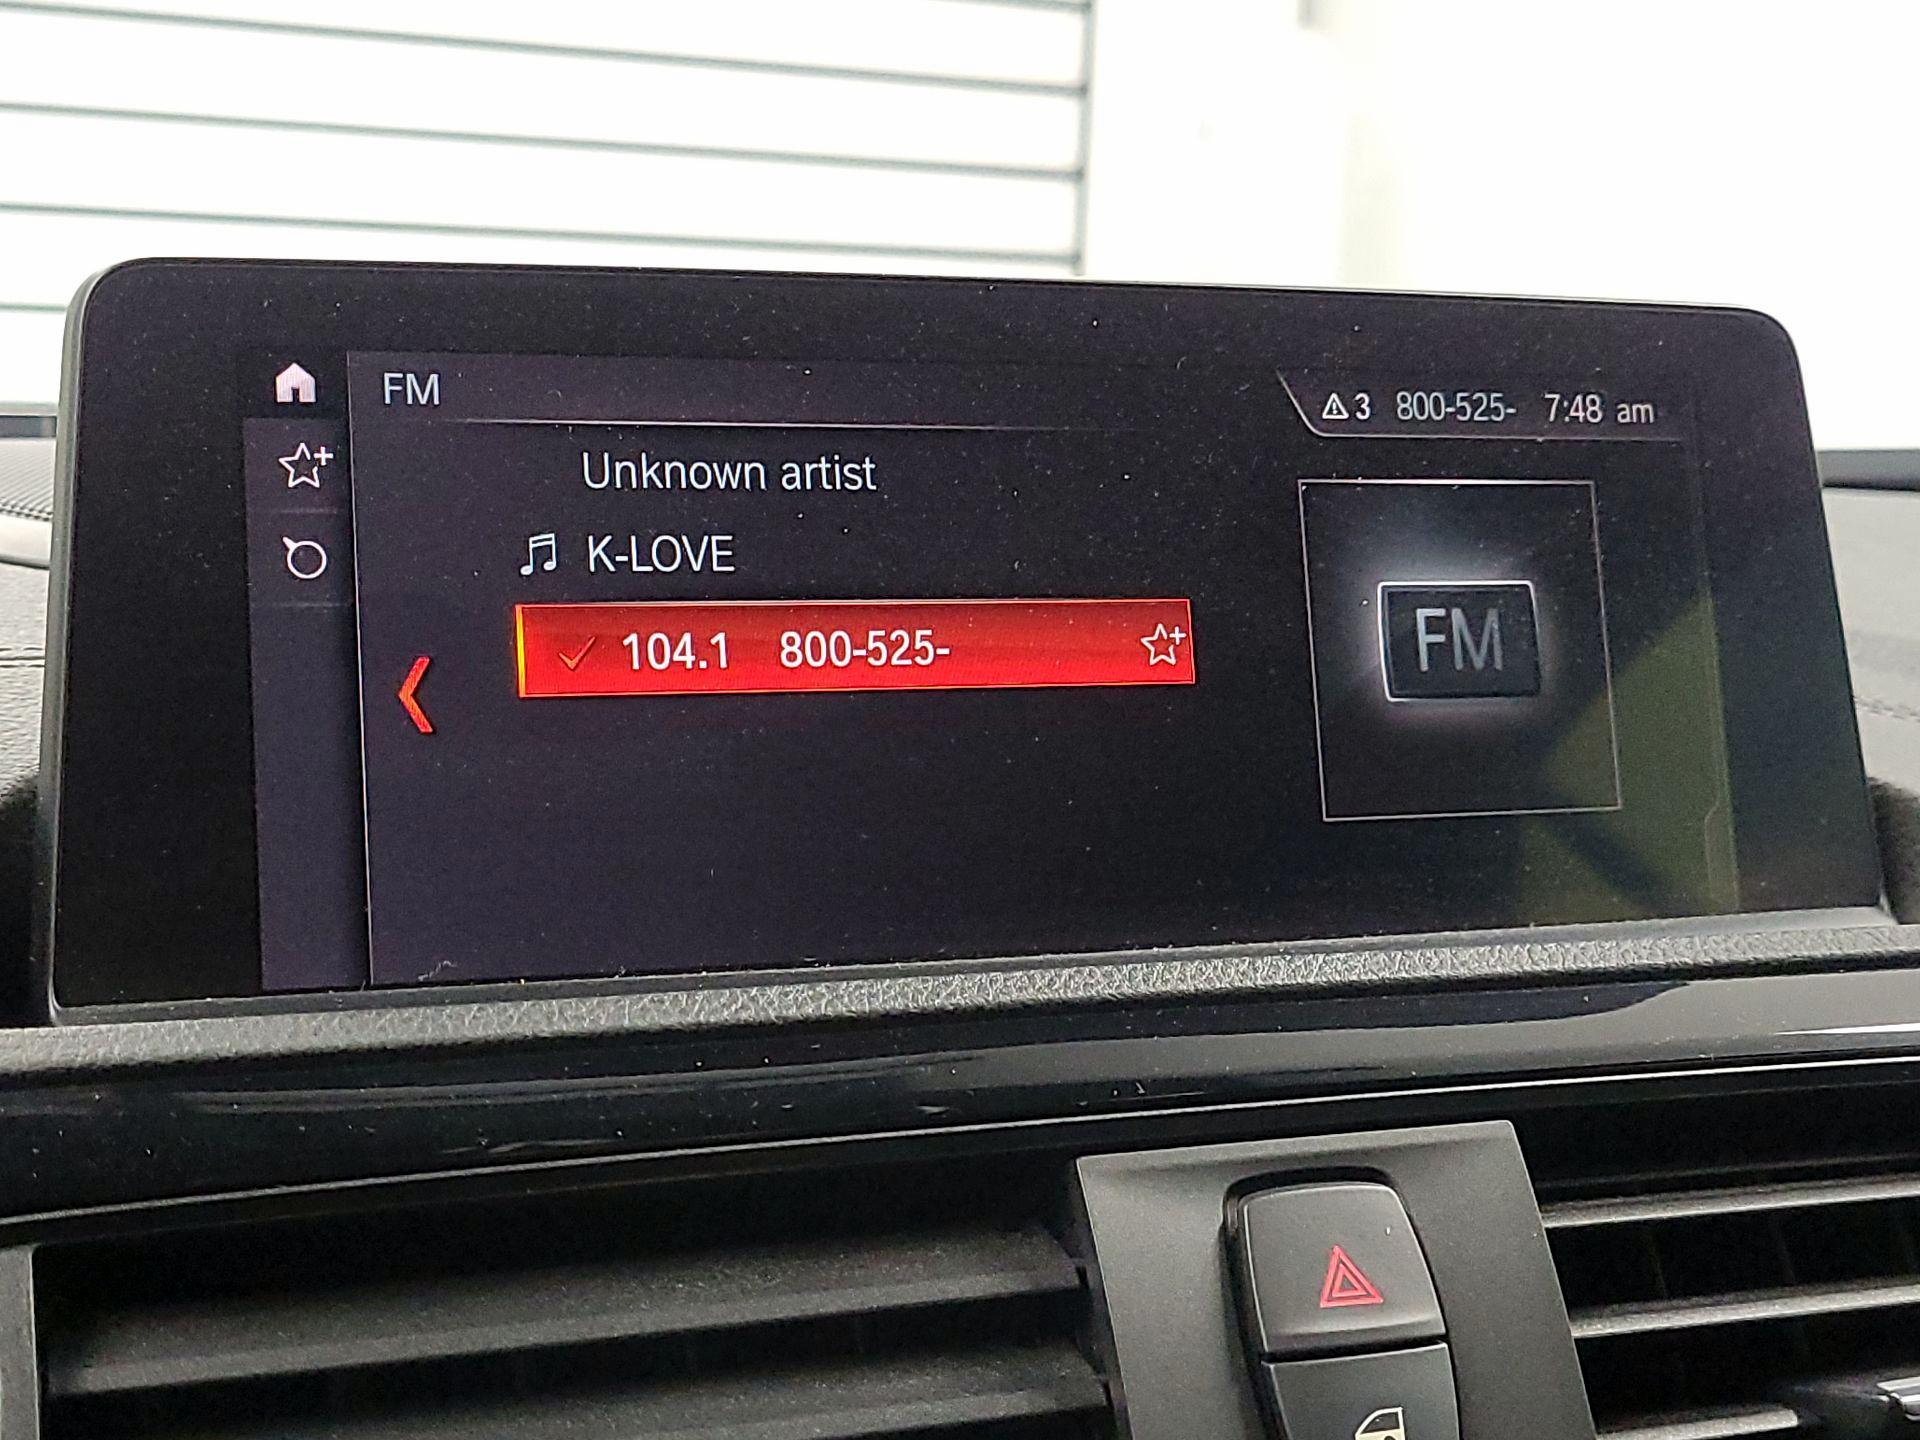 FM
3 800-525- 7:48 am
Unknown artist
K-LOVE
104.1 800-525-
FM